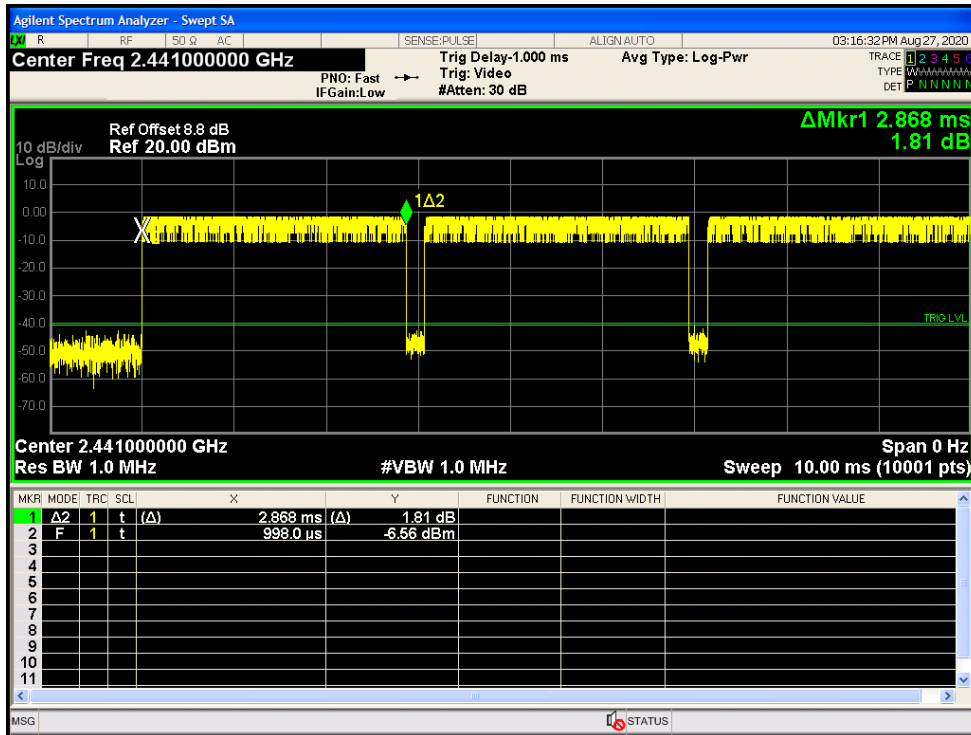 Agilent Spectrum Analyzer - Swept SA
LXI R RF 50 Ω AC SENSE:PULSE ALIGN AUTO 03:16:32 PM Aug 27, 2020
Center Freq 2.441000000 GHz
PNO: Fast
IFGain:Low
Trig Delay-1.000 ms
Trig: Video
#Atten: 30 dB
Avg Type: Log-Pwr
TRACE 1 2 3 4 5 6
TYPE WWWWWW
DET P N N N N N
ΔMkr1 2.868 ms
1.81 dB
Ref Offset 8.8 dB
10 dB/div Ref 20.00 dBm
Log
10.0
0.00
-10.0
-20.0
-30.0
-40.0
-50.0
-60.0
-70.0
1Δ2
TRIG LVL
Center 2.441000000 GHz Span 0 Hz
Res BW 1.0 MHz #VBW 1.0 MHz Sweep 10.00 ms (10001 pts)
MKR MODE TRC SCL X Y FUNCTION FUNCTION WIDTH FUNCTION VALUE
1 Δ2 1 t (Δ) 2.868 ms (Δ) 1.81 dB
2 F 1 t 998.0 µs -6.56 dBm
3
4
5
6
7
8
9
10
11
MSG STATUS